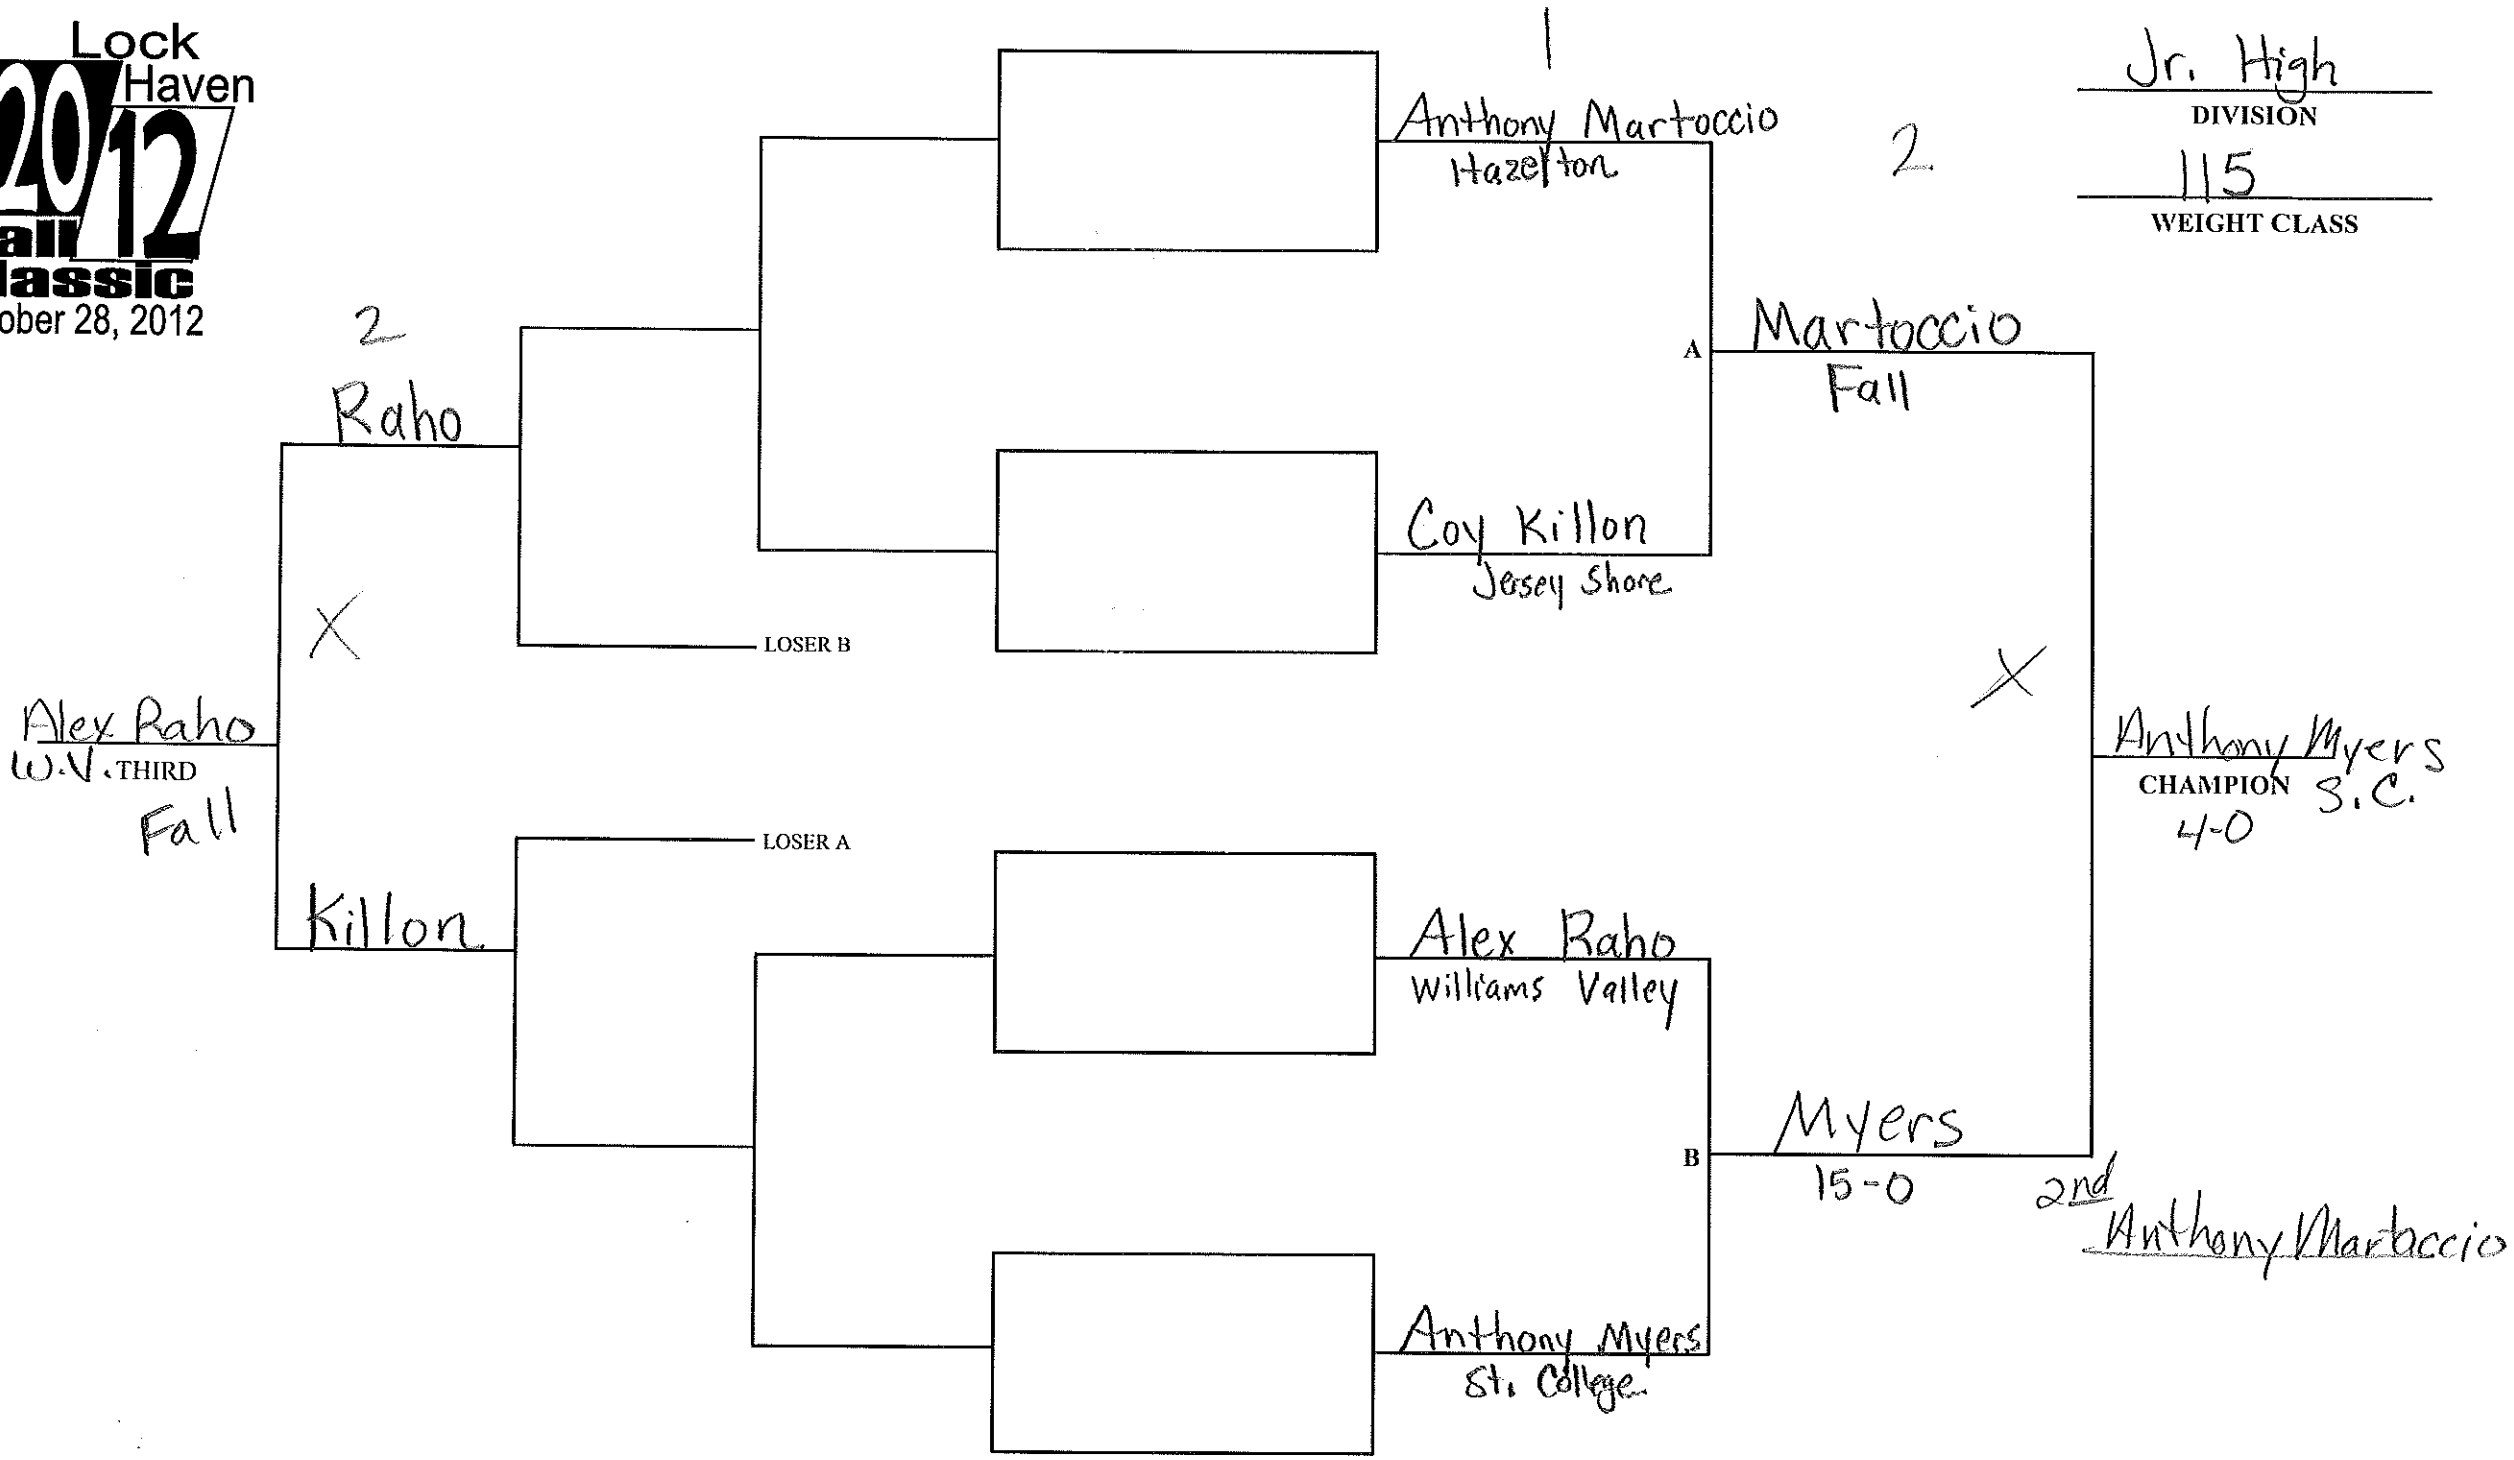 Lock
Haven
2012
all
lassic
ober 28, 2012
Jr. High
DIVISION
115
WEIGHT CLASS
1
Anthony Martoccio
Hazelton
2
2
Martoccio
Fall
A
Raho
Coy Killon
Jersey Shore
X
LOSER B
X
Alex Raho
W.V. THIRD
Fall
Anthony Myers
CHAMPION S.C.
4-0
LOSER A
Killon
Alex Raho
Williams Valley
Myers
15-0
B
2nd
Anthony Martoccio
Anthony Myers
St. College